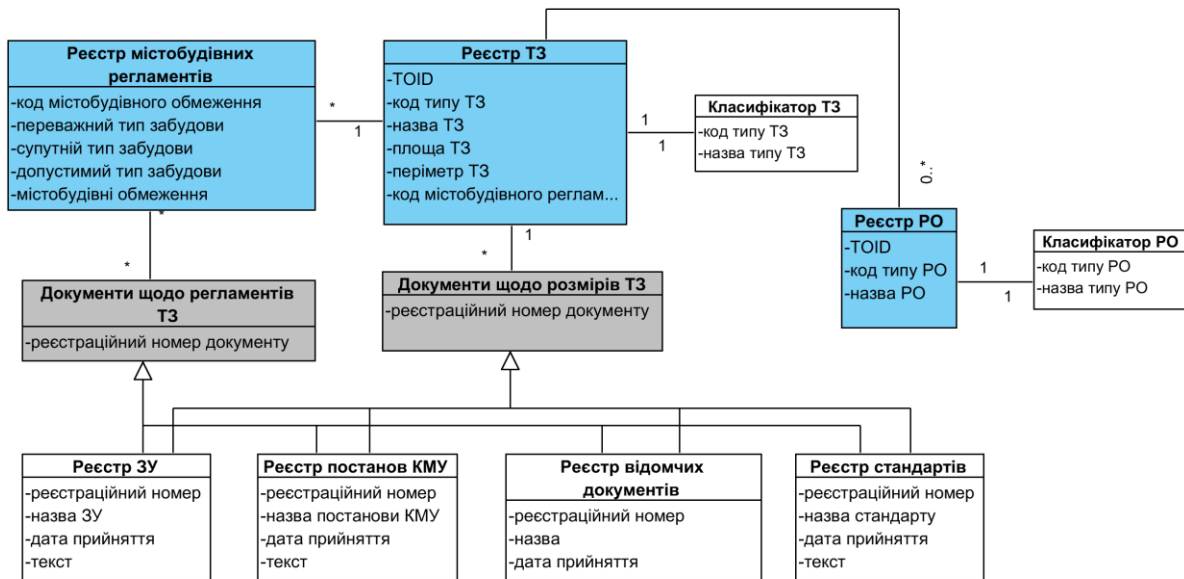 Реєстр містобудівних
регламентів
-код містобудівного обмеження
-переважний тип забудови
-супутній тип забудови
-допустимий тип забудови
-містобудівні обмеження
*
1
Реєстр ТЗ
-TOID
-код типу ТЗ
-назва ТЗ
-площа ТЗ
-периметр ТЗ
-код містобудівного реглам...
1
1
Класифікатор ТЗ
-код типу ТЗ
-назва типу ТЗ
0..*
Реєстр РО
-TOID
-код типу РО
-назва РО
1
1
Класифікатор РО
-код типу РО
-назва типу РО
*
*
1
*
Документи щодо регламентів
ТЗ
-реєстраційний номер документу
Документи щодо розмірів ТЗ
-реєстраційний номер документу
Реєстр ЗУ
-реєстраційний номер
-назва ЗУ
-дата прийняття
-текст
Реєстр постанов КМУ
-реєстраційний номер
-назва постанови КМУ
-дата прийняття
-текст
Реєстр відомчих
документів
-реєстраційний номер
-назва
-дата прийняття
Реєстр стандартів
-реєстраційний номер
-назва стандарту
-дата прийняття
-текст